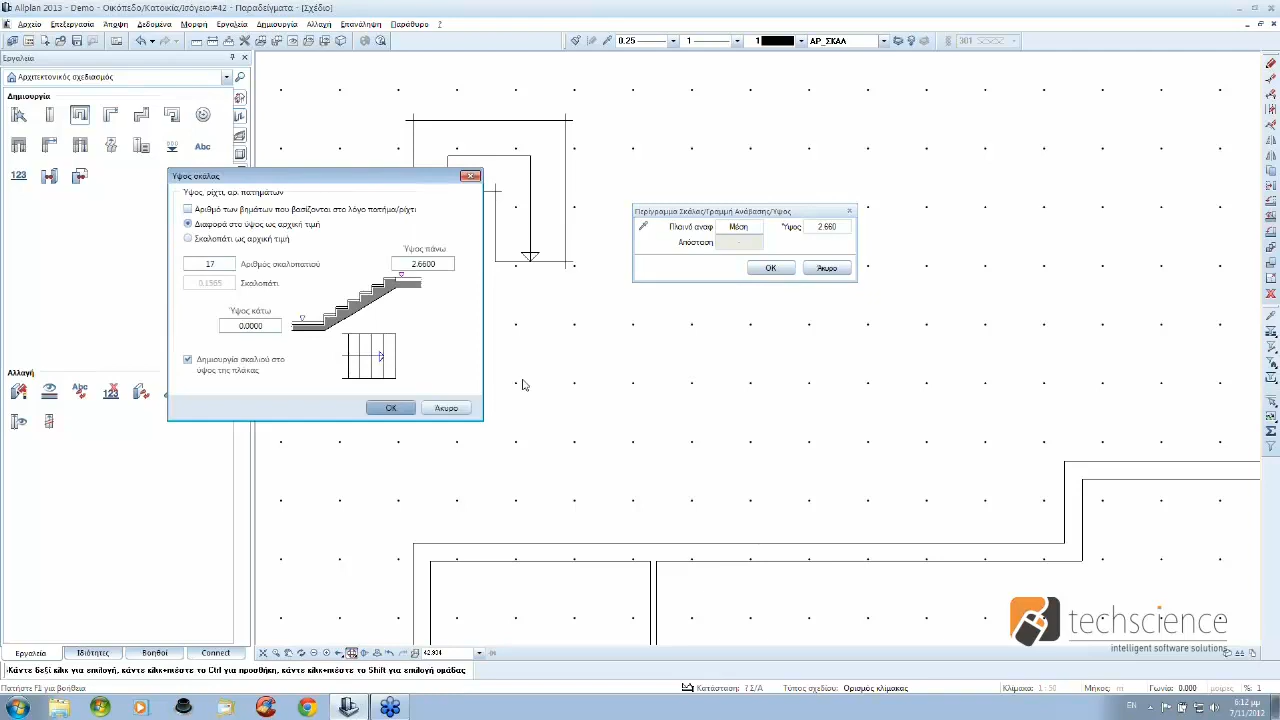 Allplan 2013 - Demo - Οικόπεδο/Κατοικία/Ισόγειο:#42 - Παραδείγματα - [Σχέδιο]
Αρχείο Επεξεργασία Άποψη Δεδομένα Μορφή Εργαλεία Δημιουργία Αλλαγή Επανάληψη Παράθυρο ?
0.25 1 1 ΑΡ_ΣΚΑΛ 301
Εργαλεία
Αρχιτεκτονικός σχεδιασμός
Δημιουργία
Abc
123
Ύψος σκάλας
Ύψος, ρίχτι, αρ. πατημάτων
Αριθμό των βημάτων που βασίζονται στο λόγο πατήμα/ρίχτι
Διαφορά στο ύψος ως αρχική τιμή
Σκαλοπάτι ως αρχική τιμή
Ύψος πάνω
17 Αριθμός σκαλοπατιού 2.6600
0.1565 Σκαλοπάτι
Ύψος κάτω
0.0000
Δημιουργία σκαλιού στο
ύψος της πλάκας
OK Άκυρο
Περίγραμμα Σκάλας/Γραμμή Ανάβασης/Ύψος
Πλαινό αναφ Μέση Ύψος 2.660
Απόσταση -
OK Άκυρο
Αλλαγή
Abc 123
techscience
intelligent software solutions
Εργαλεία Ιδιότητες Βοηθοί Connect 42.934
Κάντε δεξί κλικ για επιλογή, κάντε κλικ+πιέστε το Ctrl για προσθήκη, κάντε κλικ+πιέστε το Shift για επιλογή ομάδας
Πατήστε F1 για βοήθεια Κατάσταση: ? Σ/Α Τύπος σχεδίου: Ορισμός κλίμακας Κλίμακα: 1 : 50 Μήκος: m Γωνία: 0.000 μοίρες %: 1
EN 6:12 μμ
7/11/2012